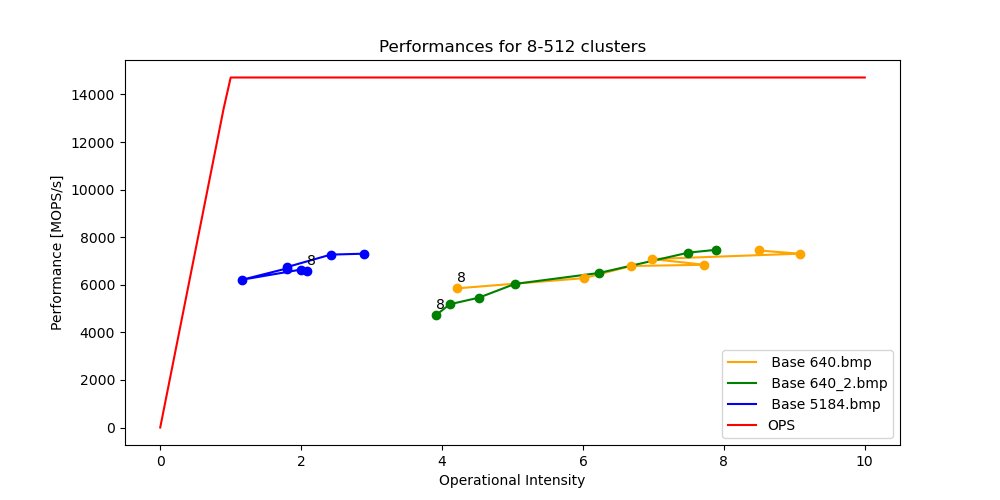 Performances for 8-512 clusters
Performance [MOPS/s]
14000
12000
10000
8000
6000
4000
2000
0
8
8
8
Base 640.bmp
Base 640_2.bmp
Base 5184.bmp
OPS
0 2 4 6 8 10
Operational Intensity